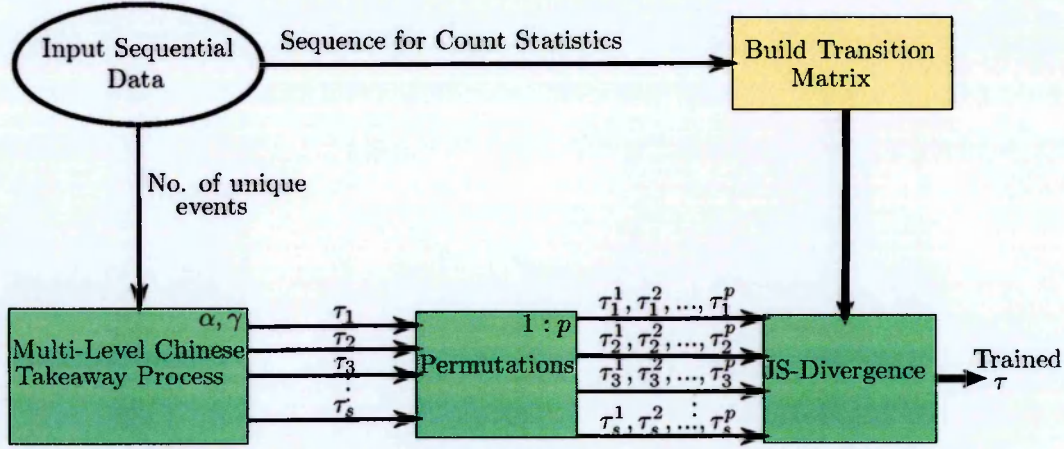 Input Sequential
Data
Sequence for Count Statistics
Build Transition
Matrix
No. of unique
events
α, γ
Multi-Level Chinese
Takeaway Process
τ₁
τ₂
τ₃
⋮
τₛ
1 : p
Permutations
τ₁¹, τ₁², ..., τ₁ᵖ
τ₂¹, τ₂², ..., τ₂ᵖ
τ₃¹, τ₃², ..., τ₃ᵖ
⋮
τₛ¹, τₛ², ..., τₛᵖ
JS-Divergence
Trained
τ